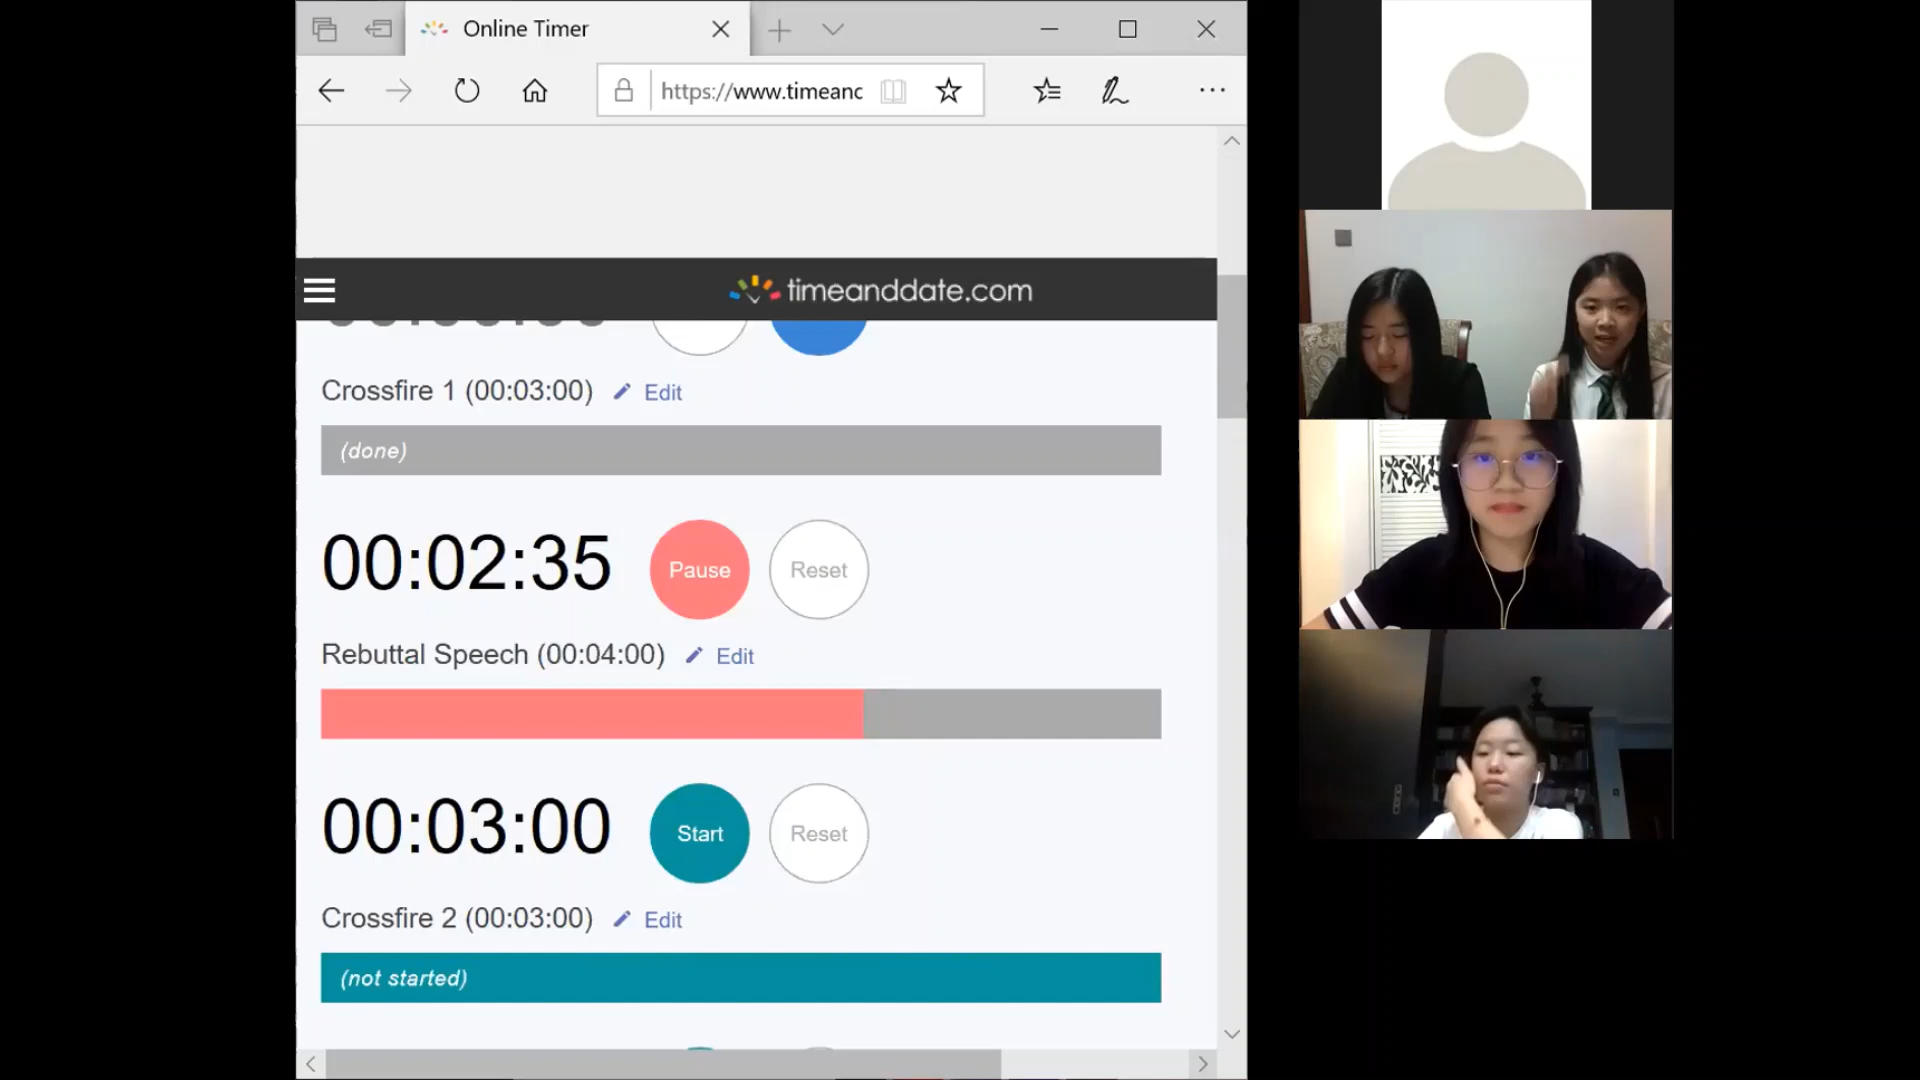 Online Timer
https://www.timeanc
timeanddate.com
Crossfire 1 (00:03:00) Edit
(done)
00:02:35 Pause Reset
Rebuttal Speech (00:04:00) Edit
00:03:00 Start Reset
Crossfire 2 (00:03:00) Edit
(not started)